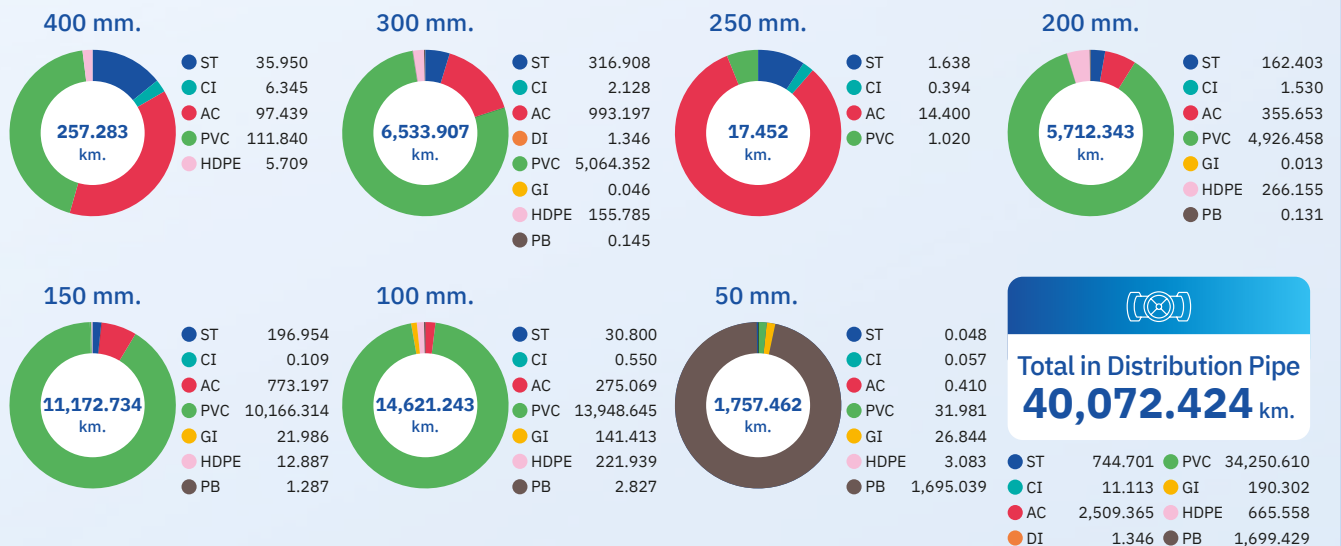 400 mm.
257.283
km.
ST 35.950
CI 6.345
AC 97.439
PVC 111.840
HDPE 5.709
300 mm.
6,533.907
km.
ST 316.908
CI 2.128
AC 993.197
DI 1.346
PVC 5,064.352
GI 0.046
HDPE 155.785
PB 0.145
250 mm.
17.452
km.
ST 1.638
CI 0.394
AC 14.400
PVC 1.020
200 mm.
5,712.343
km.
ST 162.403
CI 1.530
AC 355.653
PVC 4,926.458
GI 0.013
HDPE 266.155
PB 0.131
150 mm.
11,172.734
km.
ST 196.954
CI 0.109
AC 773.197
PVC 10,166.314
GI 21.986
HDPE 12.887
PB 1.287
100 mm.
14,621.243
km.
ST 30.800
CI 0.550
AC 275.069
PVC 13,948.645
GI 141.413
HDPE 221.939
PB 2.827
50 mm.
1,757.462
km.
ST 0.048
CI 0.057
AC 0.410
PVC 31.981
GI 26.844
HDPE 3.083
PB 1,695.039
Total in Distribution Pipe
40,072.424 km.
ST 744.701 PVC 34,250.610
CI 11.113 GI 190.302
AC 2,509.365 HDPE 665.558
DI 1.346 PB 1,699.429